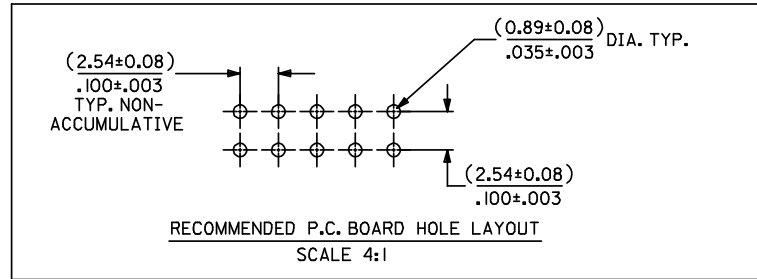 (0.89±0.08)
.035±.003
DIA. TYP.
(2.54±0.08)
.100±.003
TYP. NON-
ACCUMULATIVE
(2.54±0.08)
.100±.003
RECOMMENDED P.C. BOARD HOLE LAYOUT
SCALE 4:1